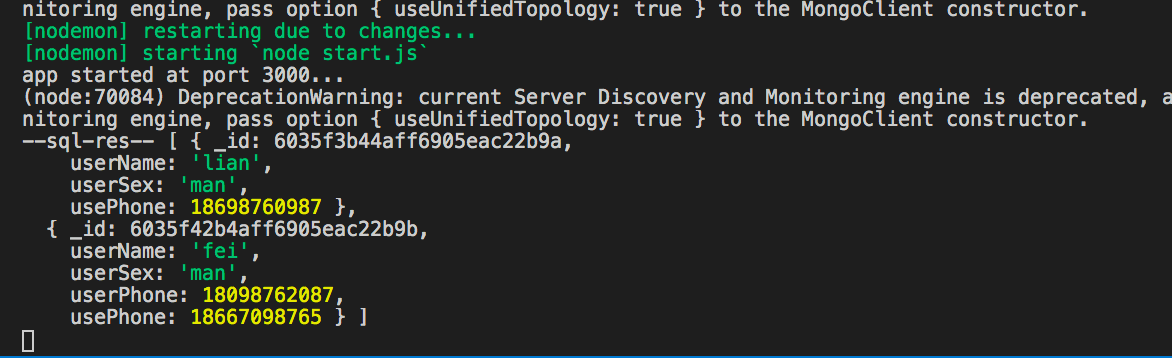 nitoring engine, pass option { useUnifiedTopology: true } to the MongoClient constructor.
[nodemon] restarting due to changes...
[nodemon] starting `node start.js`
app started at port 3000...
(node:70084) DeprecationWarning: current Server Discovery and Monitoring engine is deprecated, a
nitoring engine, pass option { useUnifiedTopology: true } to the MongoClient constructor.
--sql-res-- [ { _id: 6035f3b44aff6905eac22b9a,
    userName: 'lian',
    userSex: 'man',
    usePhone: 18698760987 },
  { _id: 6035f42b4aff6905eac22b9b,
    userName: 'fei',
    userSex: 'man',
    userPhone: 18098762087,
    usePhone: 18667098765 } ]